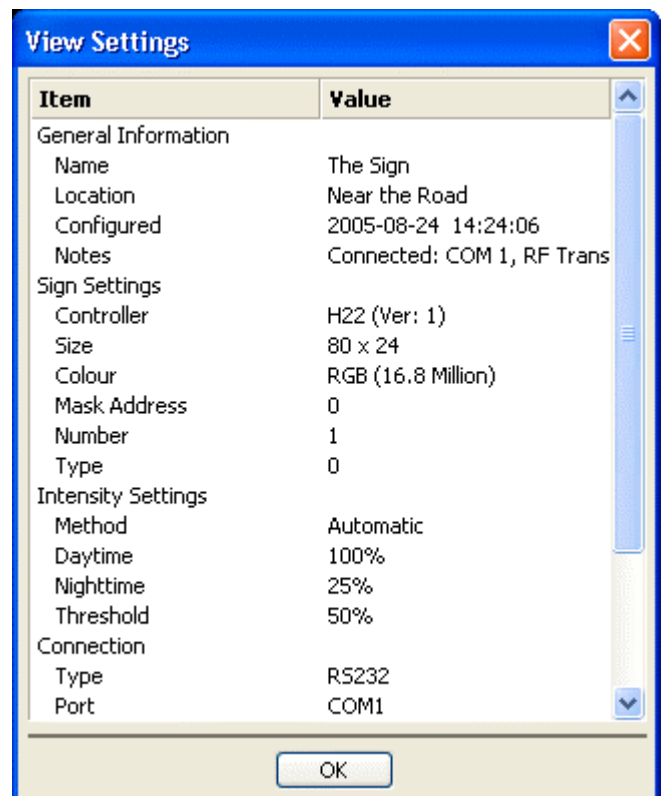 View Settings
Item Value
General Information
Name The Sign
Location Near the Road
Configured 2005-08-24 14:24:06
Notes Connected: COM 1, RF Trans
Sign Settings
Controller H22 (Ver: 1)
Size 80 x 24
Colour RGB (16.8 Million)
Mask Address 0
Number 1
Type 0
Intensity Settings
Method Automatic
Daytime 100%
Nighttime 25%
Threshold 50%
Connection
Type RS232
Port COM1
OK